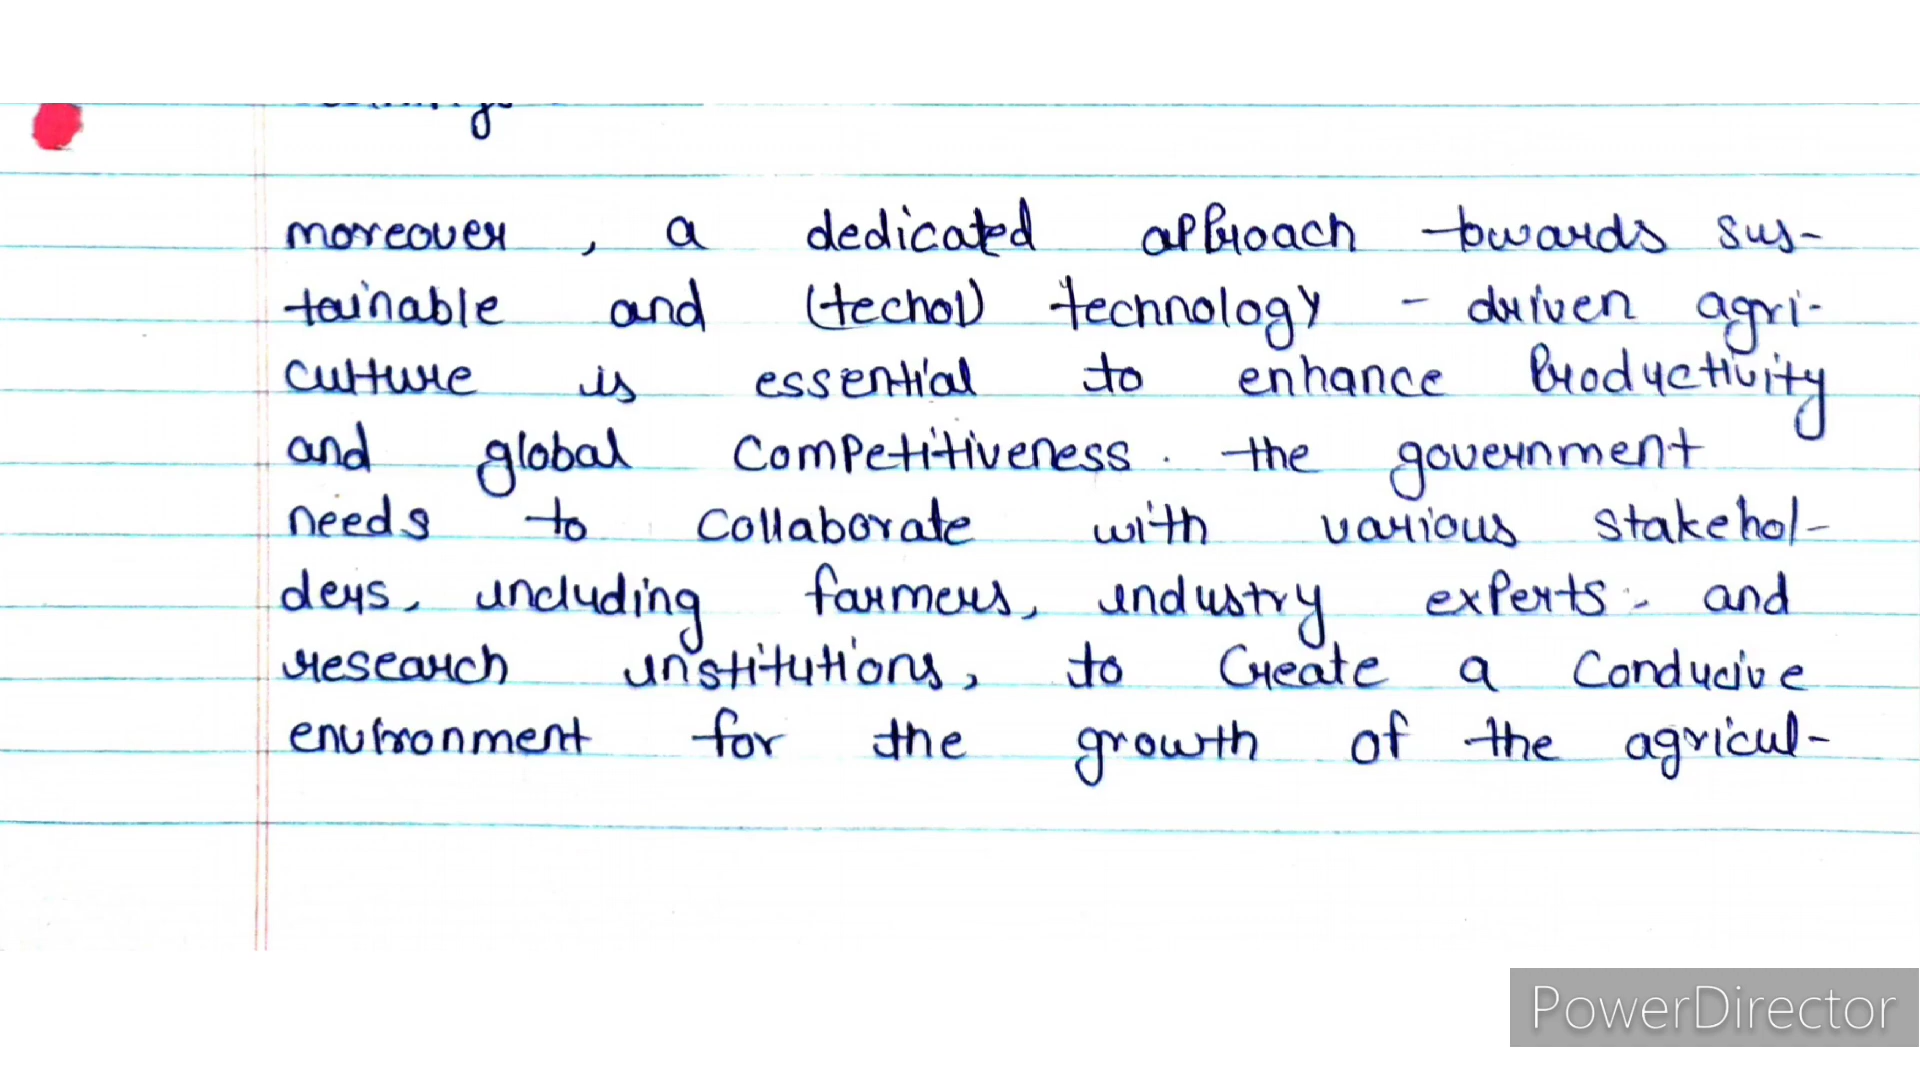 moreover , a dedicated approach towards sus-
tainable and (techol) technology - driven agri-
culture is essential to enhance productivity
and global competitiveness. the government
needs to collaborate with various stakehol-
ders, including farmers, industry experts, and
research institutions, to create a conducive
environment for the growth of the agricul-
PowerDirector